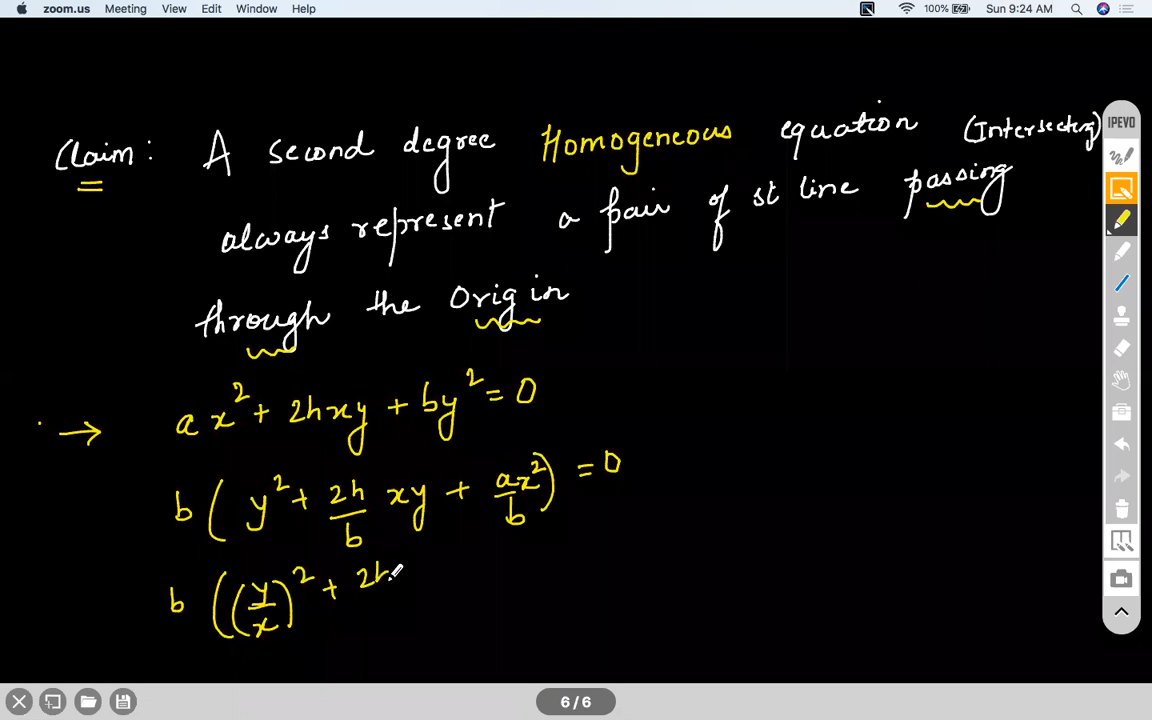 zoom.us Meeting View Edit Window Help 100% Sun 9:24 AM
Claim: A second degree Homogeneous equation (Intersecting)
always represent a pair of st line passing
through the origin
→ ax² + 2hxy + by² = 0
b ( y² + 2h/b xy + ax²/b ) = 0
b ( (y/x)² + 2h
IPEVO
6/6